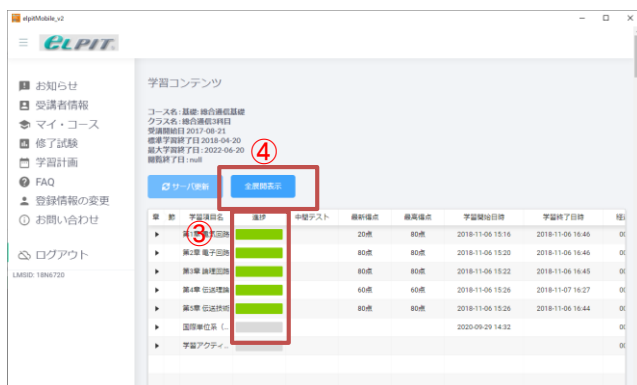 elpitMobile_v2
ELPIT.
お知らせ
受講者情報
マイ・コース
修了試験
学習計画
FAQ
登録情報の変更
お問い合わせ
ログアウト
LMSID: 18N6720
学習コンテンツ
コース名: 基礎: 総合通信基礎
クラス名: 総合通信3科目
受講開始日 2017-08-21
標準学習終了日 2018-04-20
最大学習終了日: 2022-06-20
閲覧終了日: null
④
サーバ更新 全展開表示
③
章 節 学習項目名 進捗 中間テスト 最新得点 最高得点 学習開始日時 学習終了日時
第1章 電気回路 20点 80点 2018-11-06 15:16 2018-11-06 16:46
第2章 電子回路 80点 80点 2018-11-06 15:20 2018-11-06 16:46
第3章 論理回路 80点 80点 2018-11-06 15:22 2018-11-06 16:45
第4章 伝送理論 60点 60点 2018-11-06 15:26 2018-11-07 16:27
第5章 伝送技術 80点 80点 2018-11-06 15:26 2018-11-06 16:44
国際単位系（... 2020-09-29 14:32
学習アクティ...